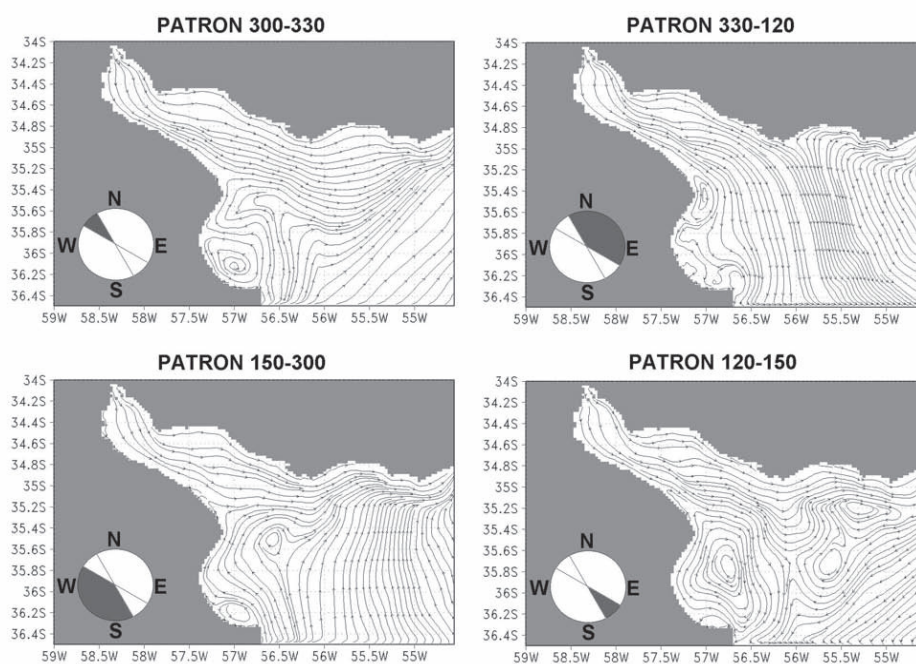 PATRON 300-330
34S
34.2S
34.4S
34.6S
34.8S
35S
35.2S
35.4S
35.6S
35.8S
36S
36.2S
36.4S
N
W E
S
59W 58.5W 58W 57.5W 57W 56.5W 56W 55.5W 55W
PATRON 330-120
34S
34.2S
34.4S
34.6S
34.8S
35S
35.2S
35.4S
35.6S
35.8S
36S
36.2S
36.4S
N
W E
S
59W 58.5W 58W 57.5W 57W 56.5W 56W 55.5W 55W
PATRON 150-300
34S
34.2S
34.4S
34.6S
34.8S
35S
35.2S
35.4S
35.6S
35.8S
36S
36.2S
36.4S
N
W E
S
59W 58.5W 58W 57.5W 57W 56.5W 56W 55.5W 55W
PATRON 120-150
34S
34.2S
34.4S
34.6S
34.8S
35S
35.2S
35.4S
35.6S
35.8S
36S
36.2S
36.4S
N
W E
S
59W 58.5W 58W 57.5W 57W 56.5W 56W 55.5W 55W